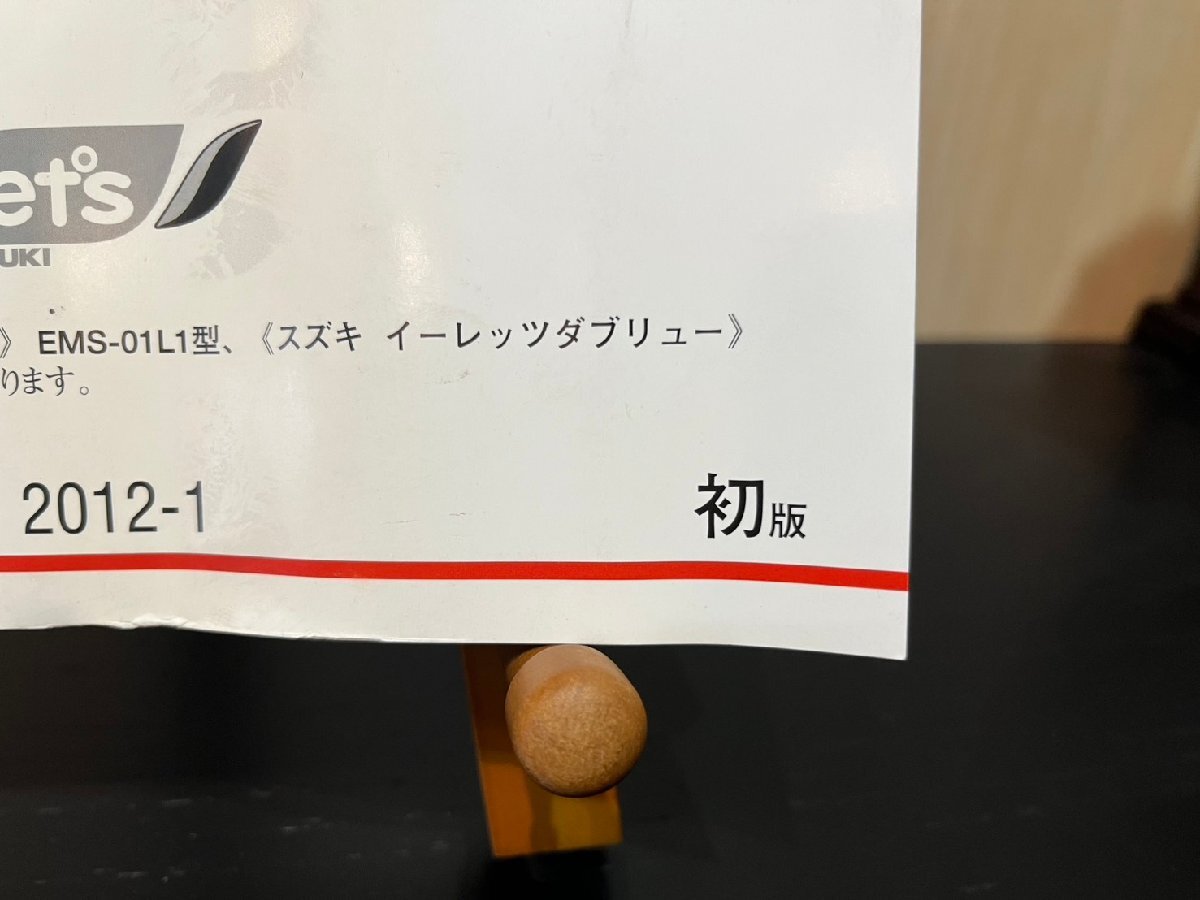 et's
UKI
》 EMS-01L1型、《スズキ イーレッツダブリュー》
ります。
2012-1 初版